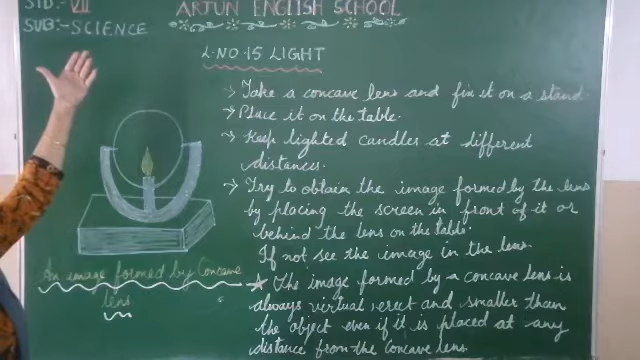 STD:- VII
ARJUN ENGLISH SCHOOL
SUB:- SCIENCE
L.NO.15 LIGHT
→ Take a concave lens and fix it on a stand.
→ Place it on the table.
→ Keep lighted candles at different
distances.
→ Try to obtain the image formed by the lens
by placing the screen in front of it or
behind the lens on the table.
If not see the image in the lens.
An image formed by Concave
lens
☆ The image formed by a concave lens is
always virtual, erect and smaller than
the object even if it is placed at any
distance from the concave lens.